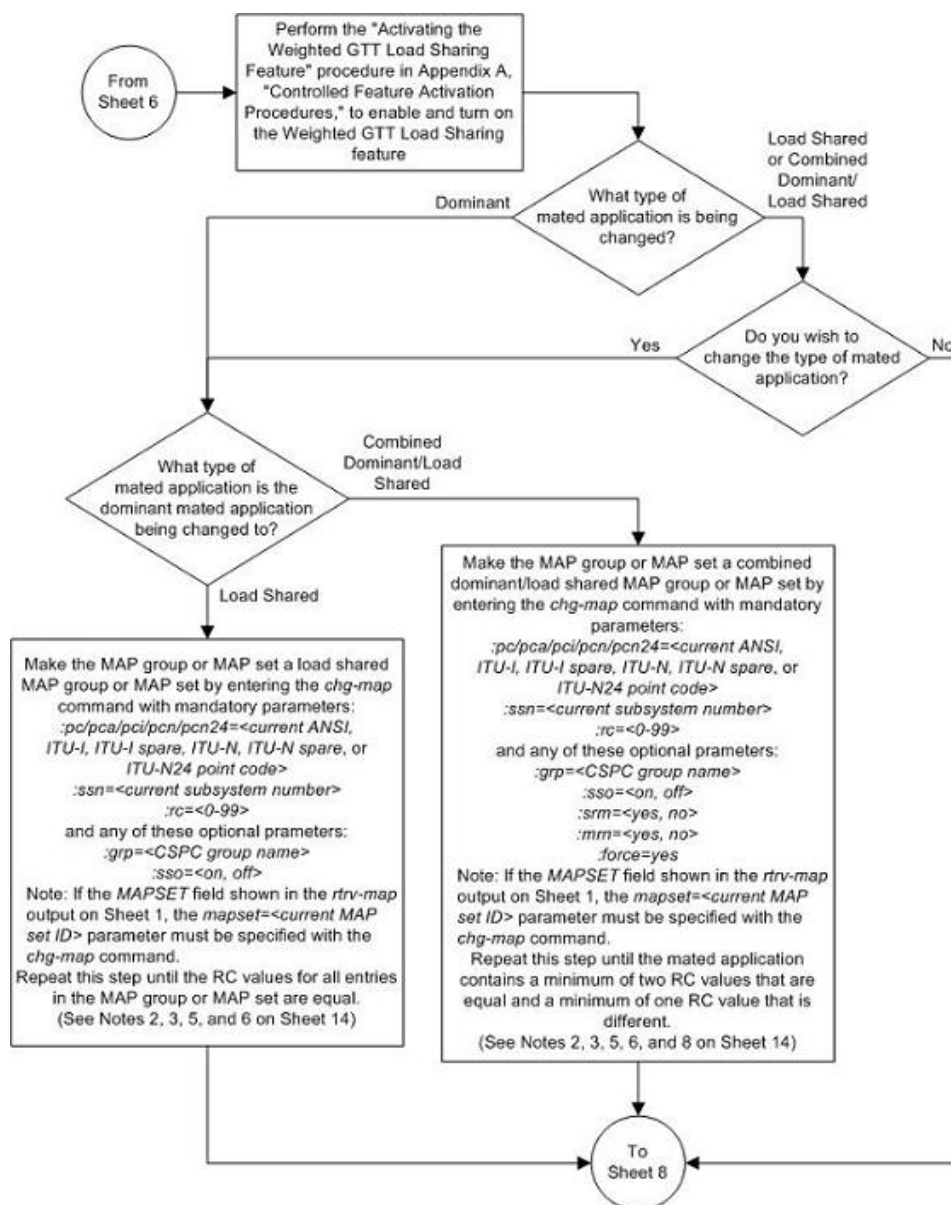 From
Sheet 6
Perform the "Activating the
Weighted GTT Load Sharing
Feature" procedure in Appendix A,
"Controlled Feature Activation
Procedures," to enable and turn on
the Weighted GTT Load Sharing
feature
Load Shared
or Combined
Dominant/
Load Shared
Dominant
What type of
mated application is being
changed?
Yes
Do you wish to
change the type of mated
application?
No
What type of
mated application is the
dominant mated application
being changed to?
Combined
Dominant/Load
Shared
Load Shared
Make the MAP group or MAP set a load shared
MAP group or MAP set by entering the chg-map
command with mandatory parameters:
:pc/pca/pci/pcn/pcn24=<current ANSI,
ITU-I, ITU-I spare, ITU-N, ITU-N spare, or
ITU-N24 point code>
:ssn=<current subsystem number>
:rc=<0-99>
and any of these optional prameters:
:grp=<CSPC group name>
:sso=<on, off>
Note: If the MAPSET field shown in the rtrv-map
output on Sheet 1, the mapset=<current MAP
set ID> parameter must be specified with the
chg-map command.
Repeat this step until the RC values for all entries
in the MAP group or MAP set are equal.
(See Notes 2, 3, 5, and 6 on Sheet 14)
Make the MAP group or MAP set a combined
dominant/load shared MAP group or MAP set by
entering the chg-map command with mandatory
parameters:
:pc/pca/pci/pcn/pcn24=<current ANSI,
ITU-I, ITU-I spare, ITU-N, ITU-N spare, or
ITU-N24 point code>
:ssn=<current subsystem number>
:rc=<0-99>
and any of these optional prameters:
:grp=<CSPC group name>
:sso=<on, off>
:srm=<yes, no>
:mrn=<yes, no>
:force=yes
Note: If the MAPSET field shown in the rtrv-map
output on Sheet 1, the mapset=<current MAP
set ID> parameter must be specified with the
chg-map command.
Repeat this step until the mated application
contains a minimum of two RC values that are
equal and a minimum of one RC value that is
different.
(See Notes 2, 3, 5, 6, and 8 on Sheet 14)
To
Sheet 8